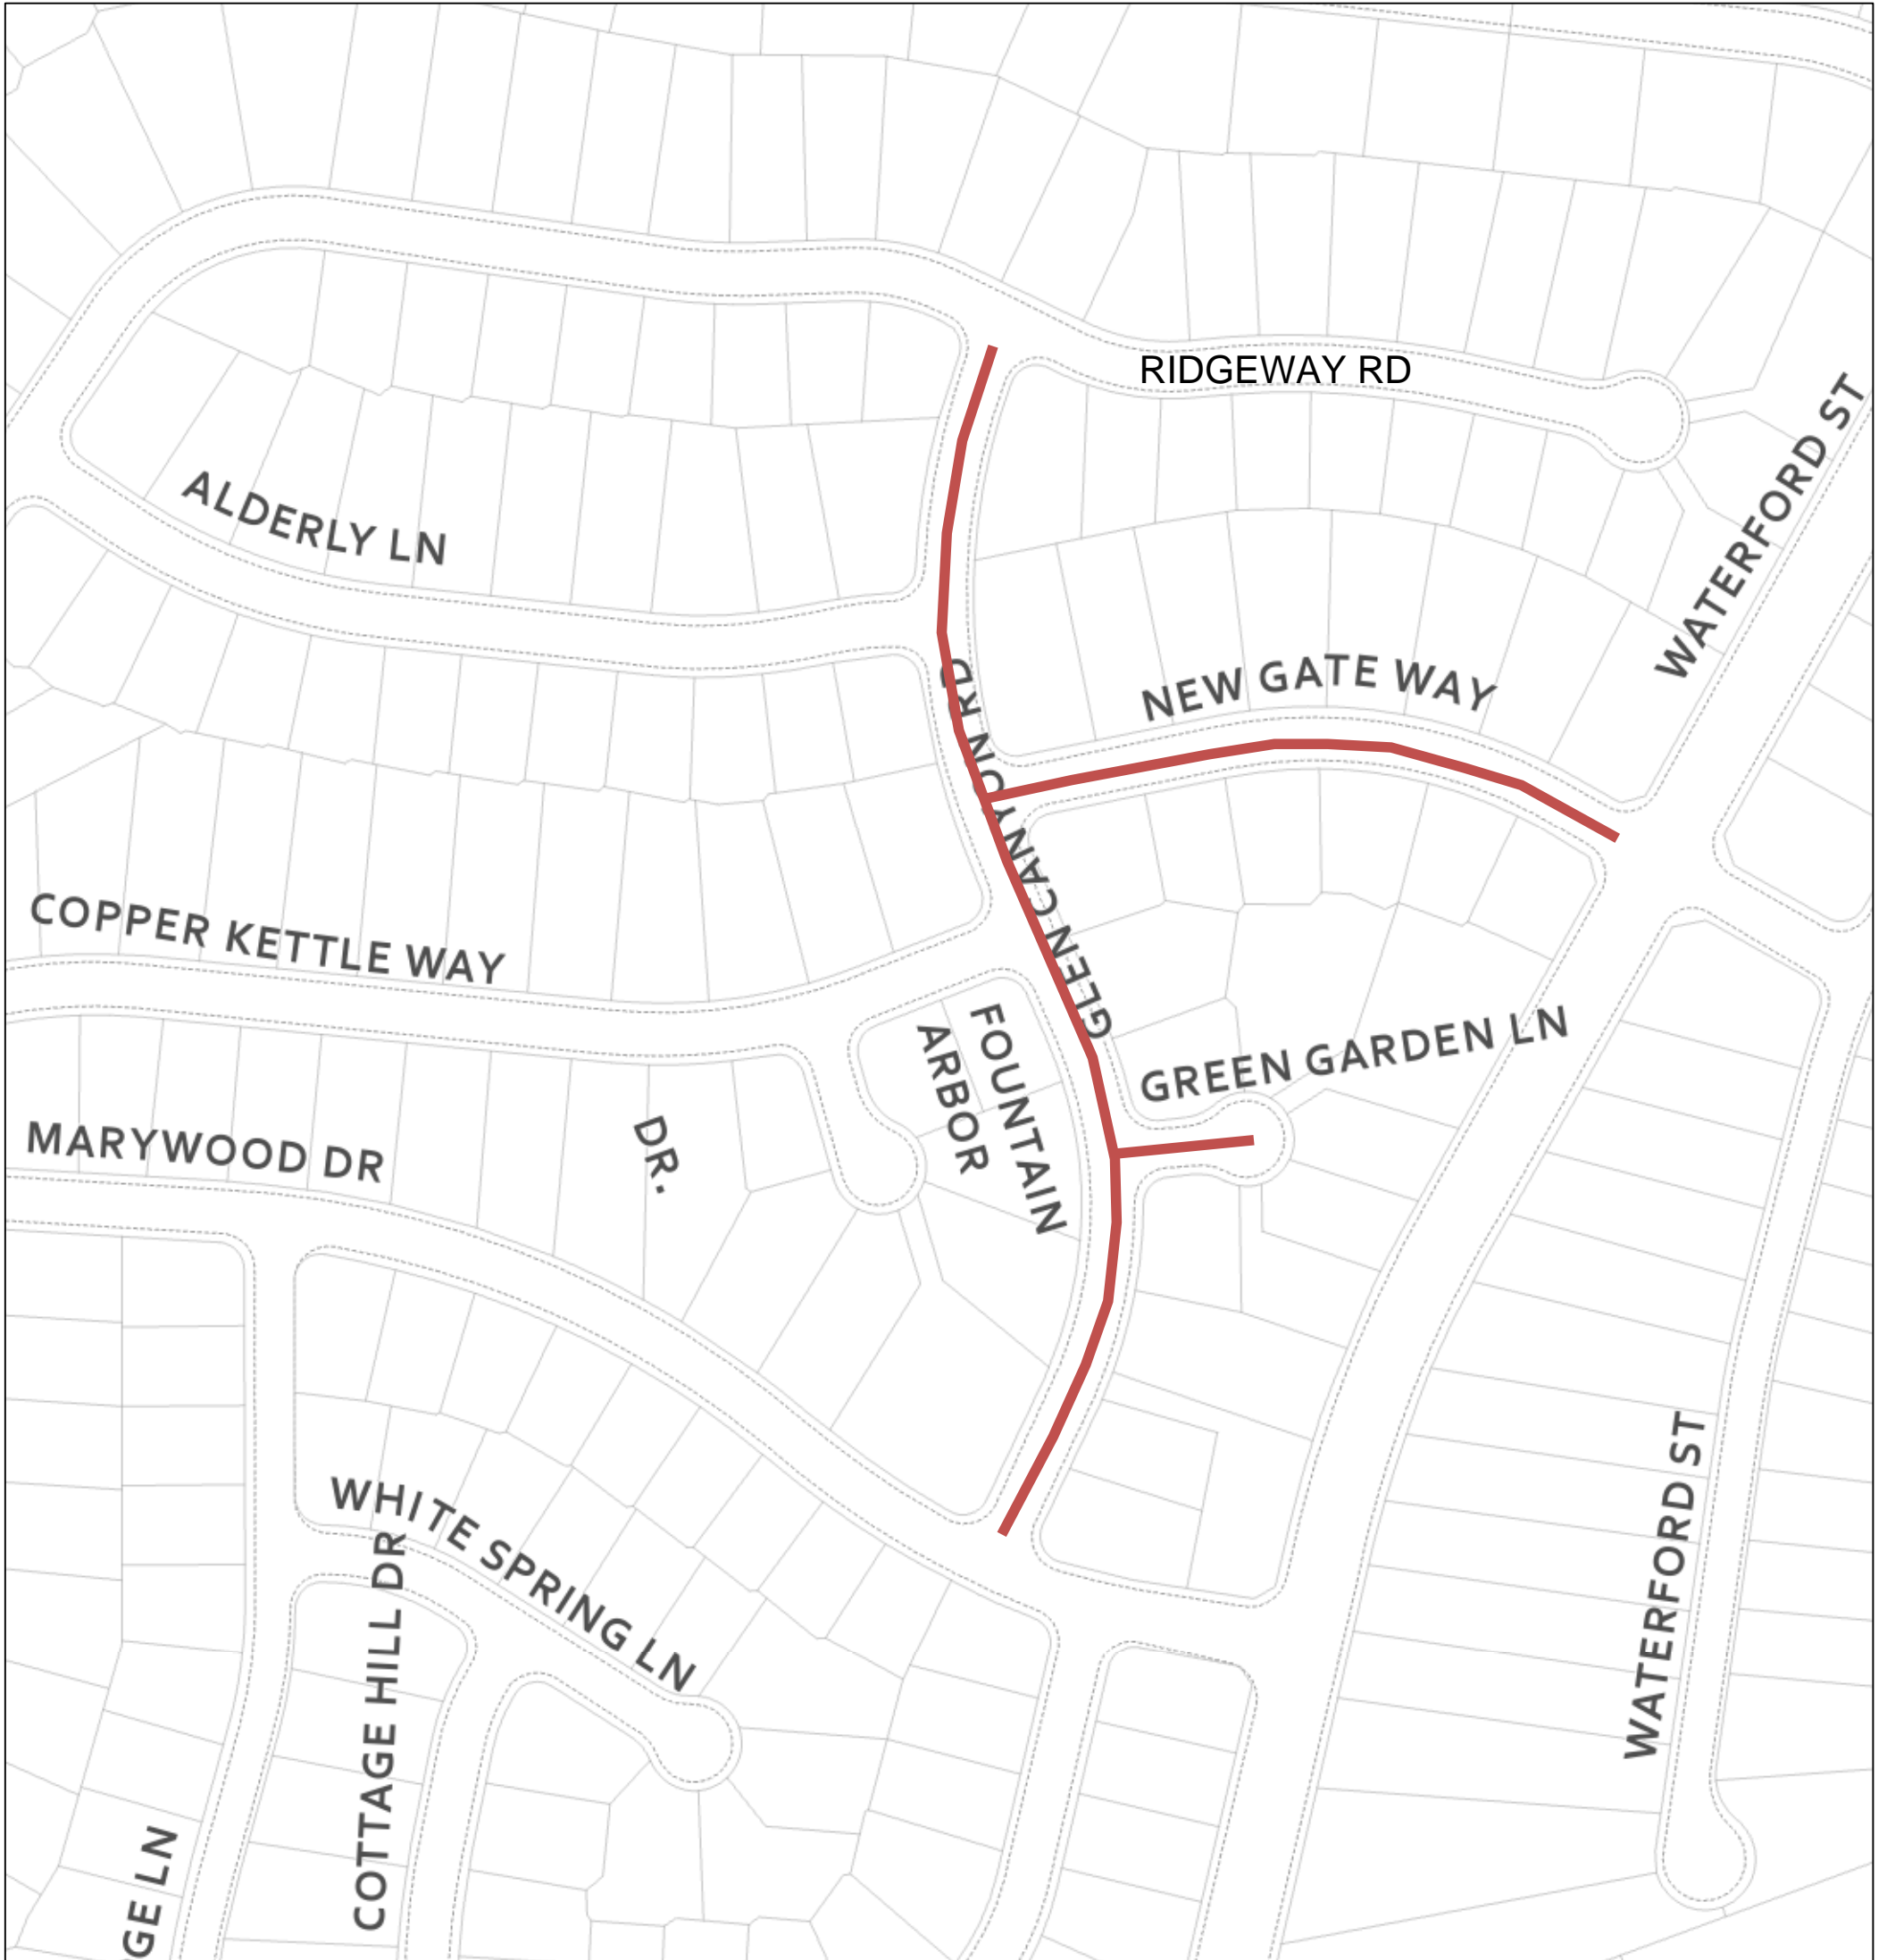 RIDGEWAY RD
WATERFORD ST
ALDERLY LN
NEW GATE WAY
GLEN CANYON RD
COPPER KETTLE WAY
FOUNTAIN
ARBOR
DR.
GREEN GARDEN LN
MARYWOOD DR
WHITE SPRING LN
COTTAGE HILL DR
WATERFORD ST
GE LN